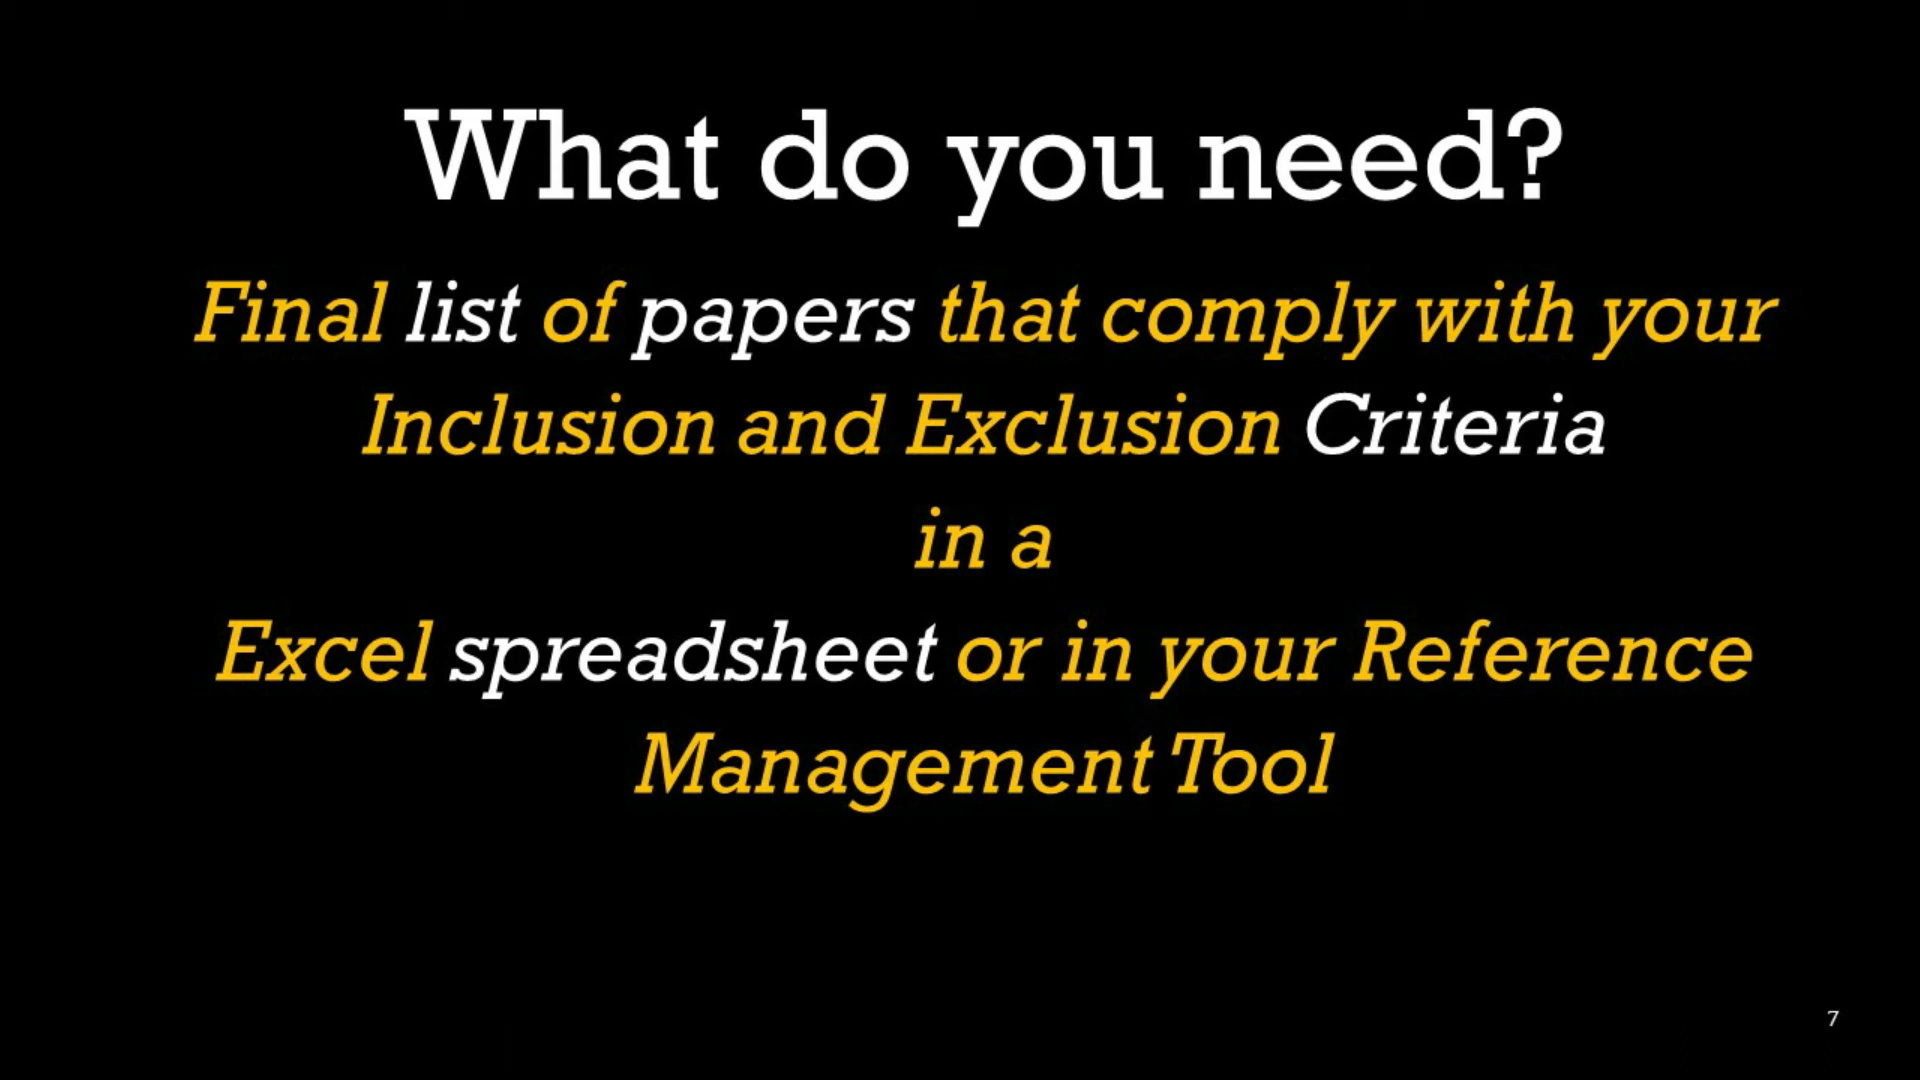 What do you need?
Final list of papers that comply with your
Inclusion and Exclusion Criteria
in a
Excel spreadsheet or in your Reference
Management Tool
7